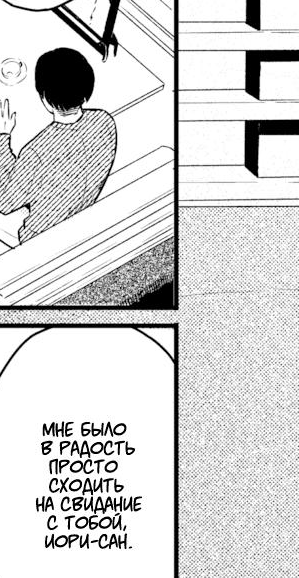 МНЕ БЫЛО
В РАДОСТЬ
ПРОСТО
СХОДИТЬ
НА СВИДАНИЕ
С ТОБОЙ,
ИОРИ-САН.